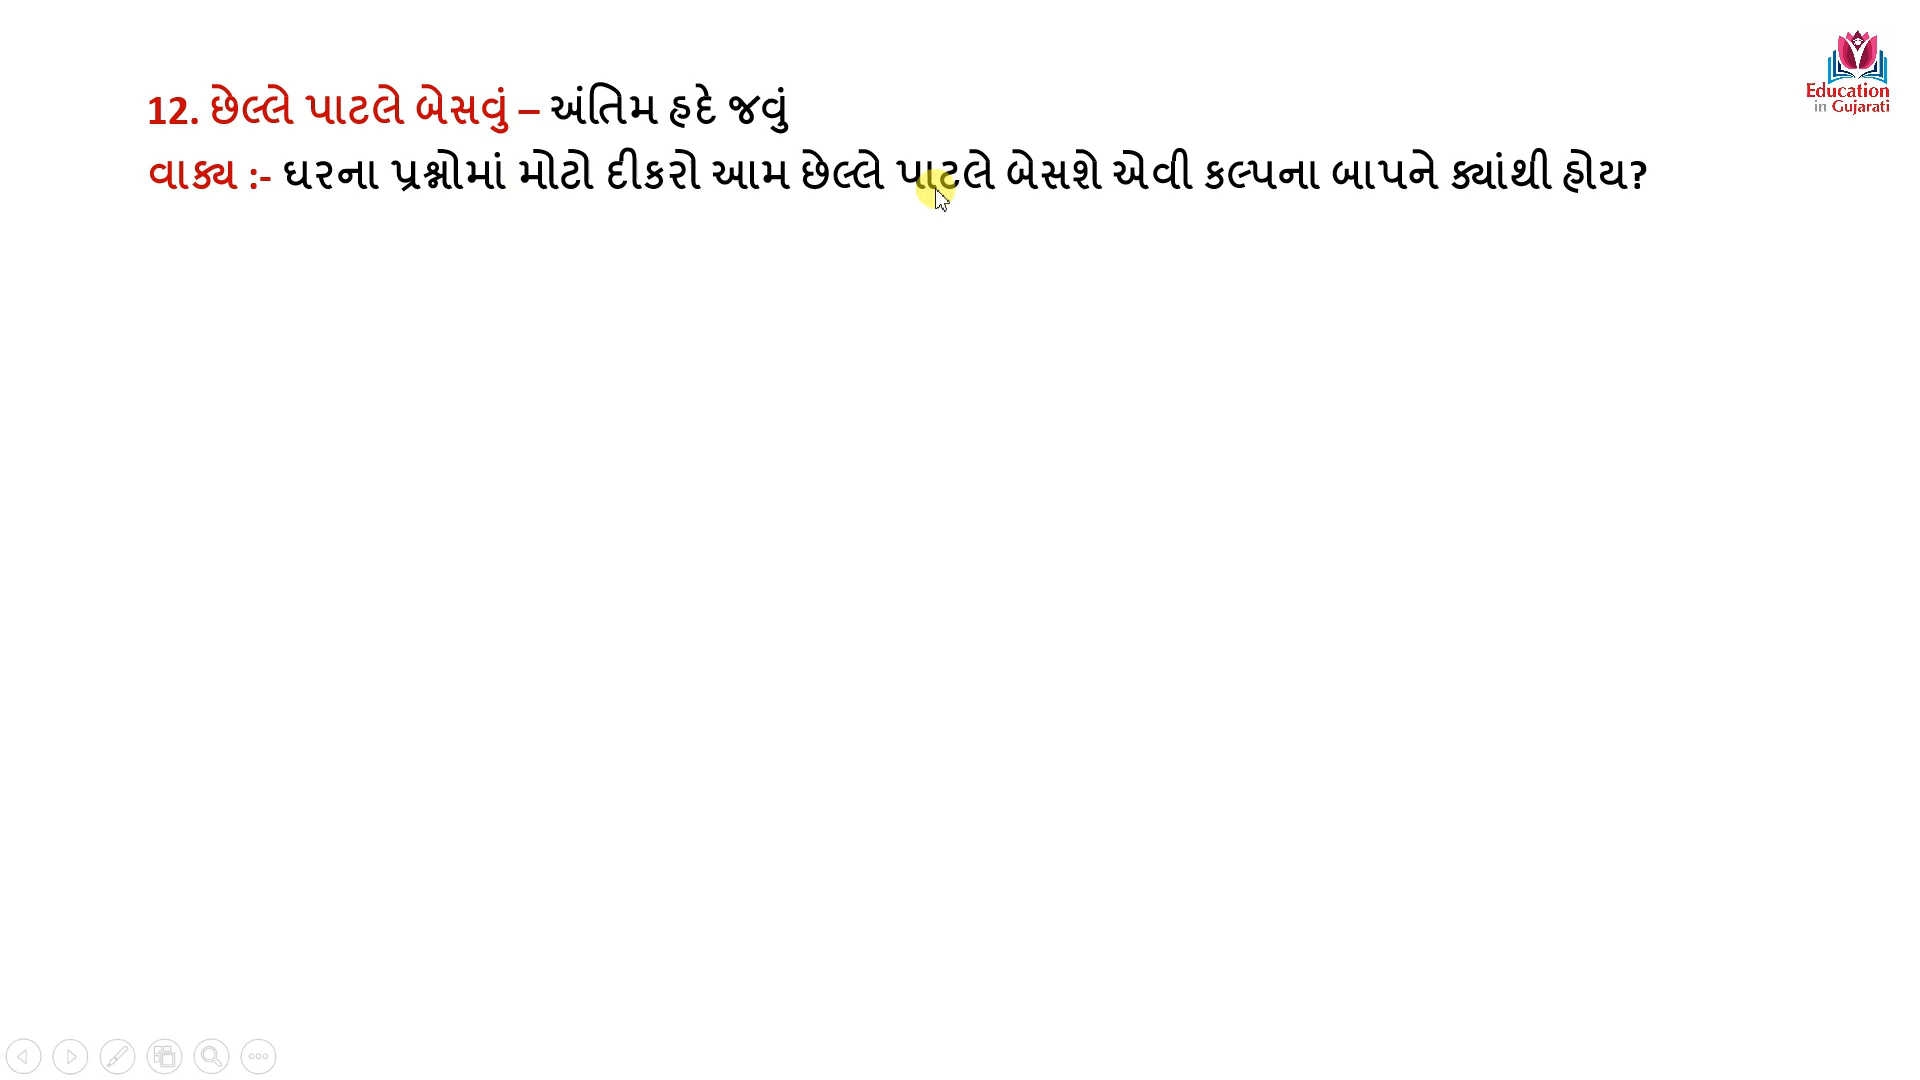 12. છેલ્લે પાટલે બેસવું – અંતિમ હદે જવું
વાક્ય :- ઘરના પ્રશ્નોમાં મોટો દીકરો આમ છેલ્લે પાટલે બેસશે એવી કલ્પના બાપને ક્યાંથી હોય?
Education
in Gujarati